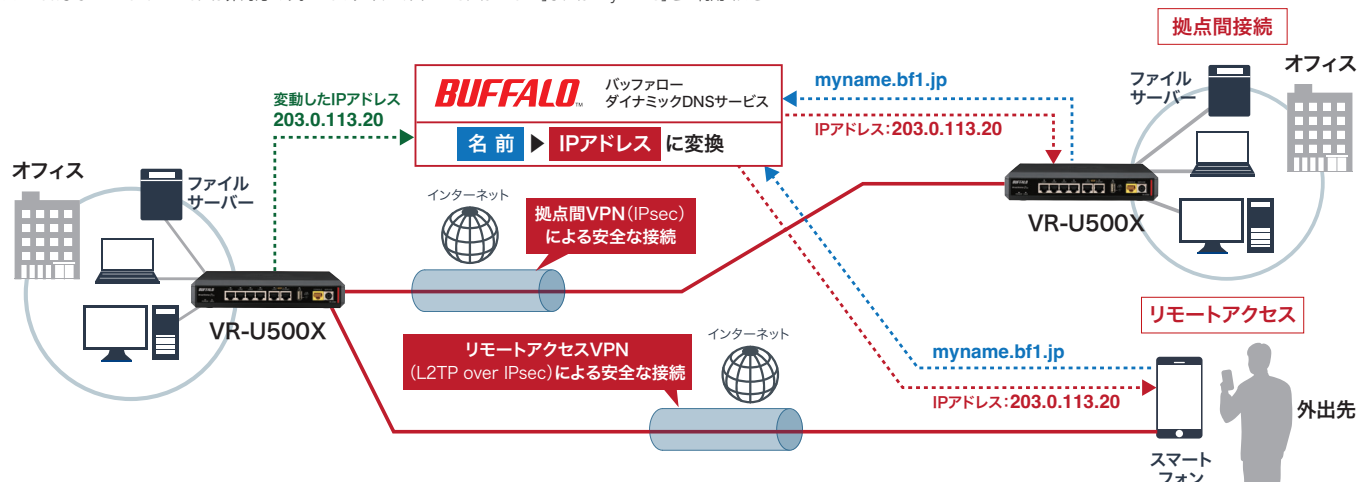 拠点間接続
オフィス
ファイル
サーバー
VR-U500X
myname.bf1.jp
IPアドレス:203.0.113.20
BUFFALO™
バッファロー
ダイナミックDNSサービス
名前 ▶ IPアドレス に変換
変動したIPアドレス
203.0.113.20
オフィス
ファイル
サーバー
VR-U500X
インターネット
拠点間VPN(IPsec)
による安全な接続
インターネット
リモートアクセスVPN
(L2TP over IPsec)による安全な接続
リモートアクセス
myname.bf1.jp
IPアドレス:203.0.113.20
外出先
スマート
フォン